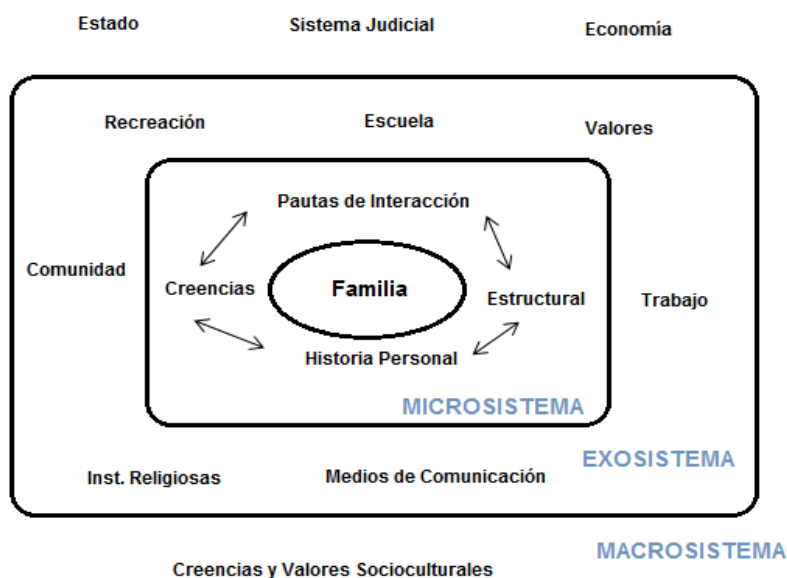 Estado
Sistema Judicial
Economía
Recreación
Escuela
Valores
Pautas de Interacción
Comunidad
Creencias
Familia
Estructural
Trabajo
Historia Personal
MICROSISTEMA
EXOSISTEMA
Inst. Religiosas
Medios de Comunicación
MACROSISTEMA
Creencias y Valores Socioculturales